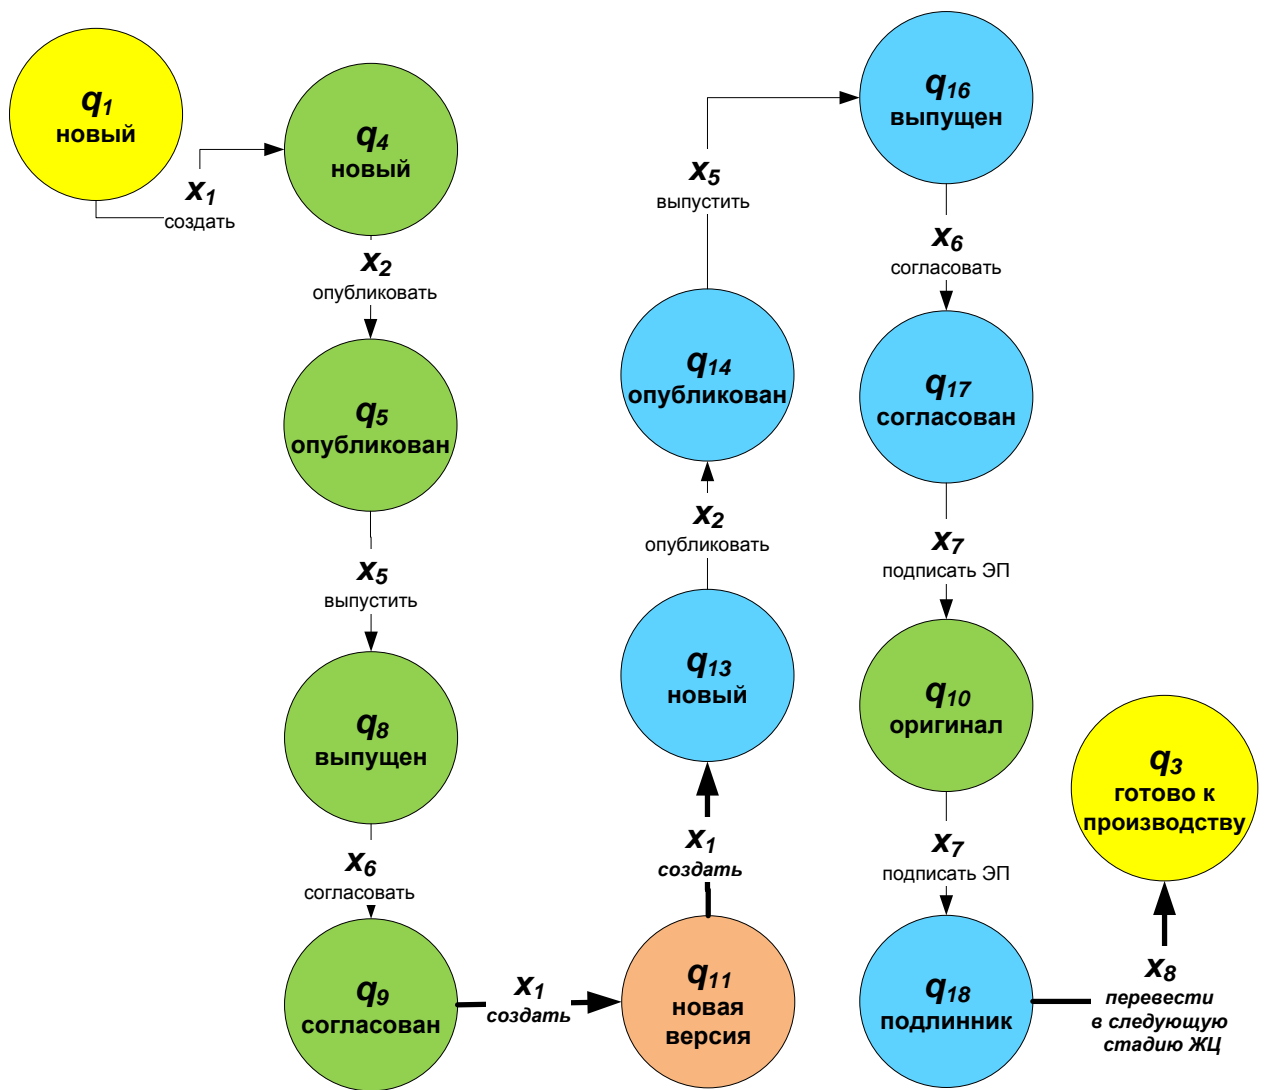 q1
новый
x1
создать
q4
новый
x2
опубликовать
q5
опубликован
x5
выпустить
q8
выпущен
x6
согласовать
q9
согласован
x1
создать
q11
новая
версия
x1
создать
q13
новый
x2
опубликовать
q14
опубликован
x5
выпустить
q16
выпущен
x6
согласовать
q17
согласован
x7
подписать ЭП
q10
оригинал
x7
подписать ЭП
q18
подлинник
x8
перевести
в следующую
стадию ЖЦ
q3
готово к
производству